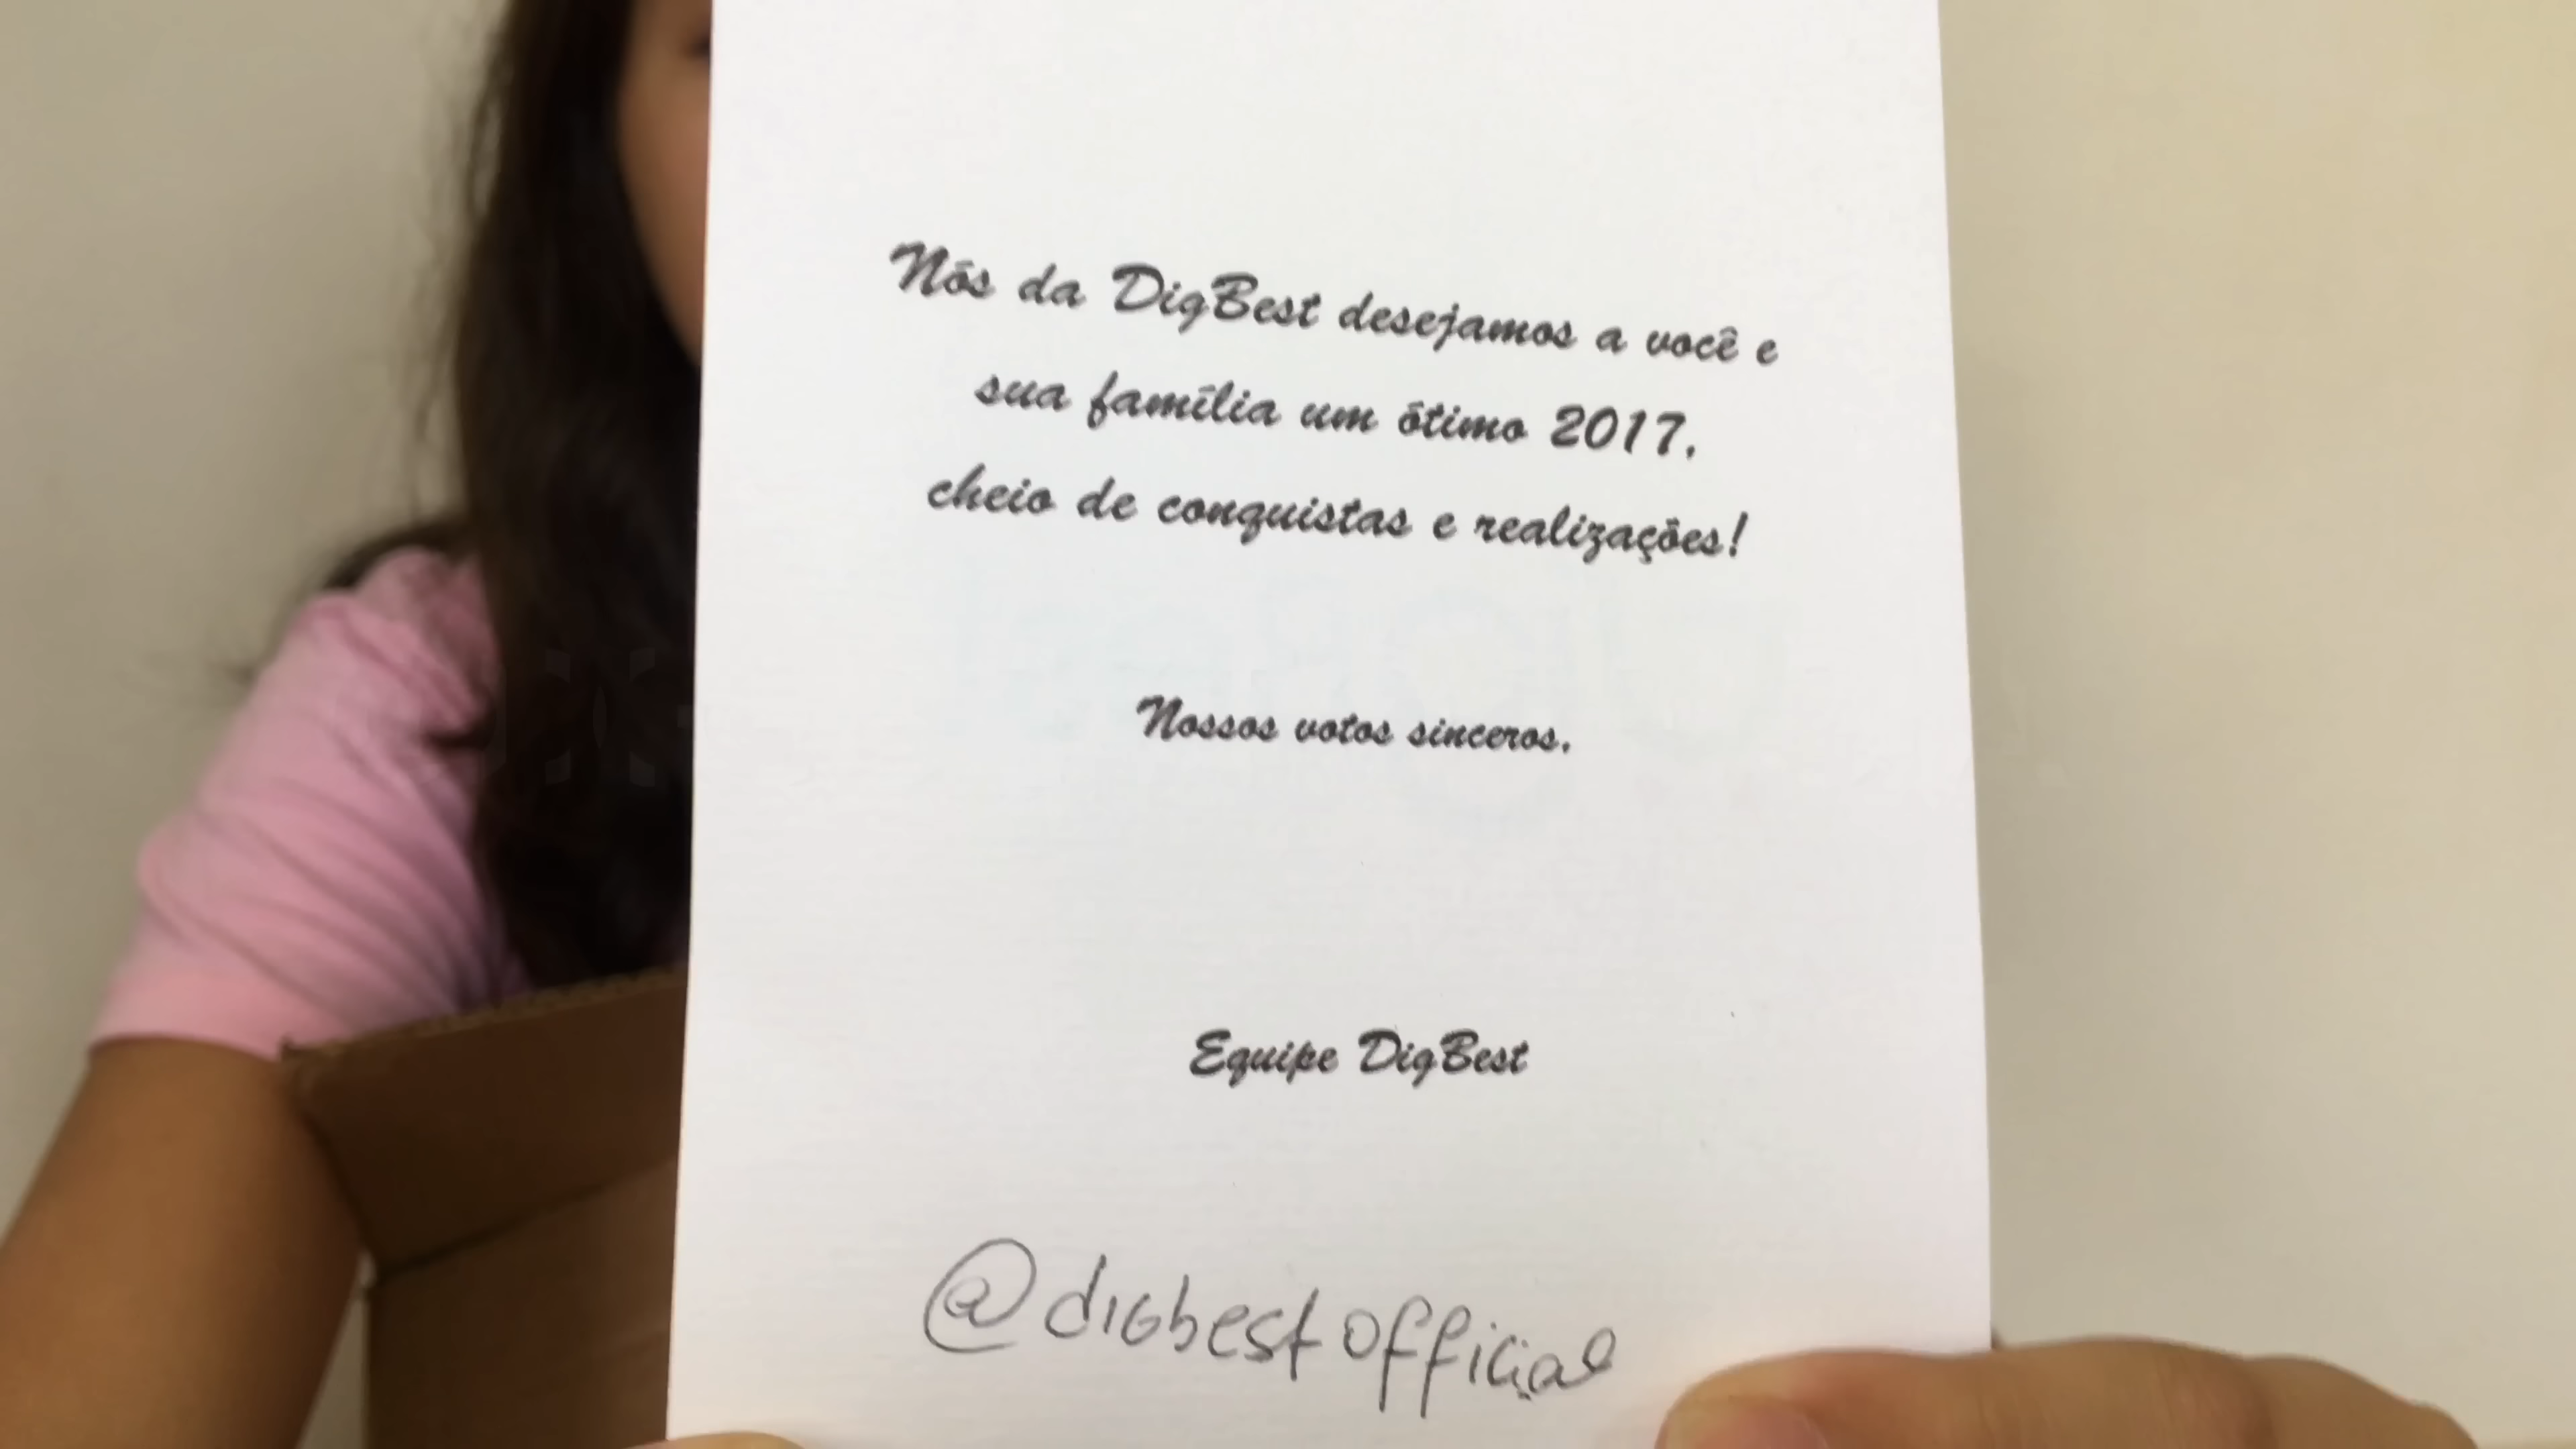 Nós da DigBest desejamos a você e
sua família um ótimo 2017,
cheio de conquistas e realizações!
Nossos votos sinceros,
Equipe DigBest
@digbestofficial